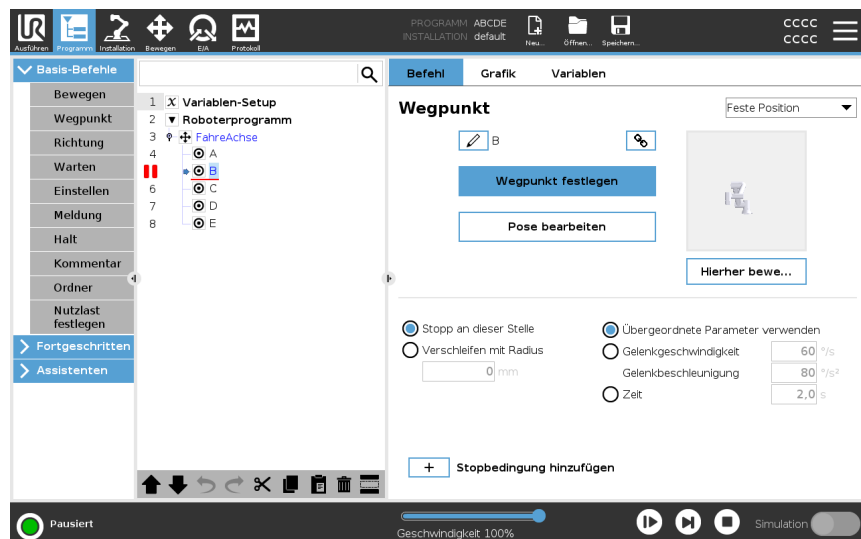 PROGRAMM ABCDE
INSTALLATION default
cccc
cccc
Ausführen Programm Installation Bewegen E/A Protokoll Neu... Öffnen... Speichern...
Basis-Befehle
Bewegen
Wegpunkt
Richtung
Warten
Einstellen
Meldung
Halt
Kommentar
Ordner
Nutzlast
festlegen
Fortgeschritten
Assistenten
1 X Variablen-Setup
2 Roboterprogramm
3 FahreAchse
4 A
B
6 C
7 D
8 E
Befehl Grafik Variablen
Wegpunkt
Feste Position
B
Wegpunkt festlegen
Pose bearbeiten
Hierher bewe...
Stopp an dieser Stelle
Verschleifen mit Radius
0 mm
Übergeordnete Parameter verwenden
Gelenkgeschwindigkeit 60 °/s
Gelenkbeschleunigung 80 °/s²
Zeit 2,0 s
+ Stopbedingung hinzufügen
Pausiert
Geschwindigkeit 100%
Simulation